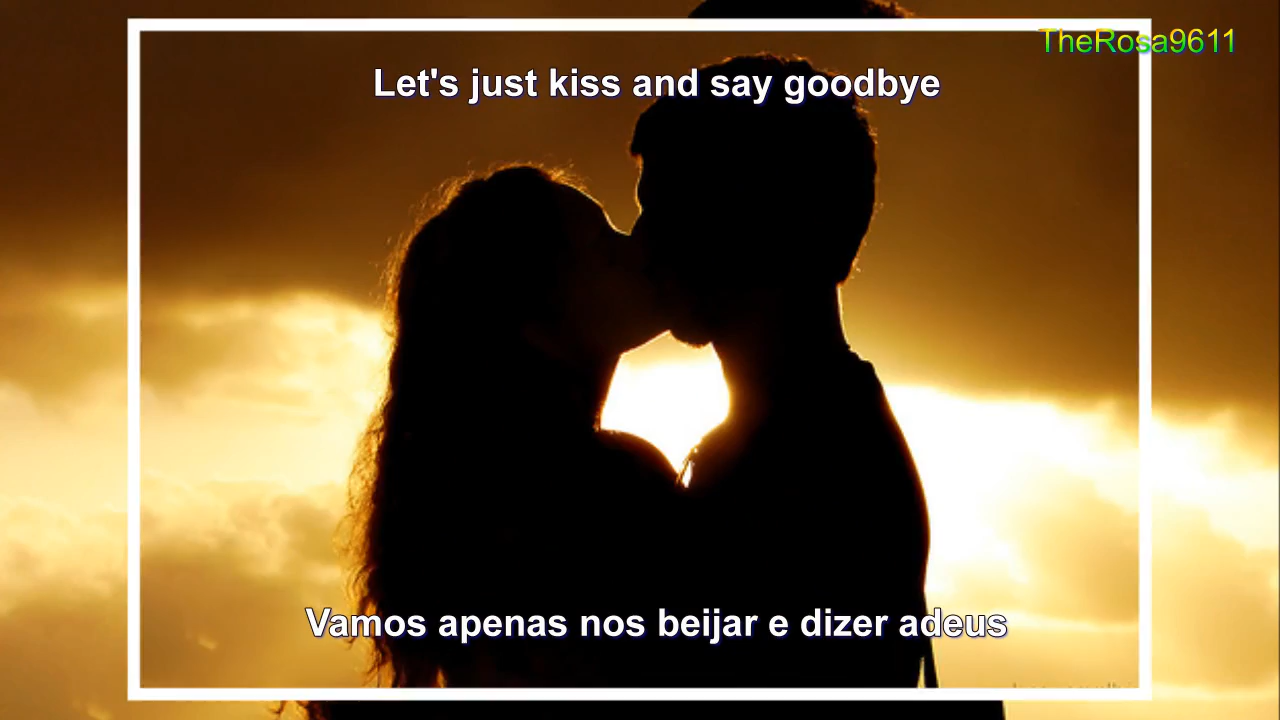 TheRosa9611
Let's just kiss and say goodbye
Vamos apenas nos beijar e dizer adeus